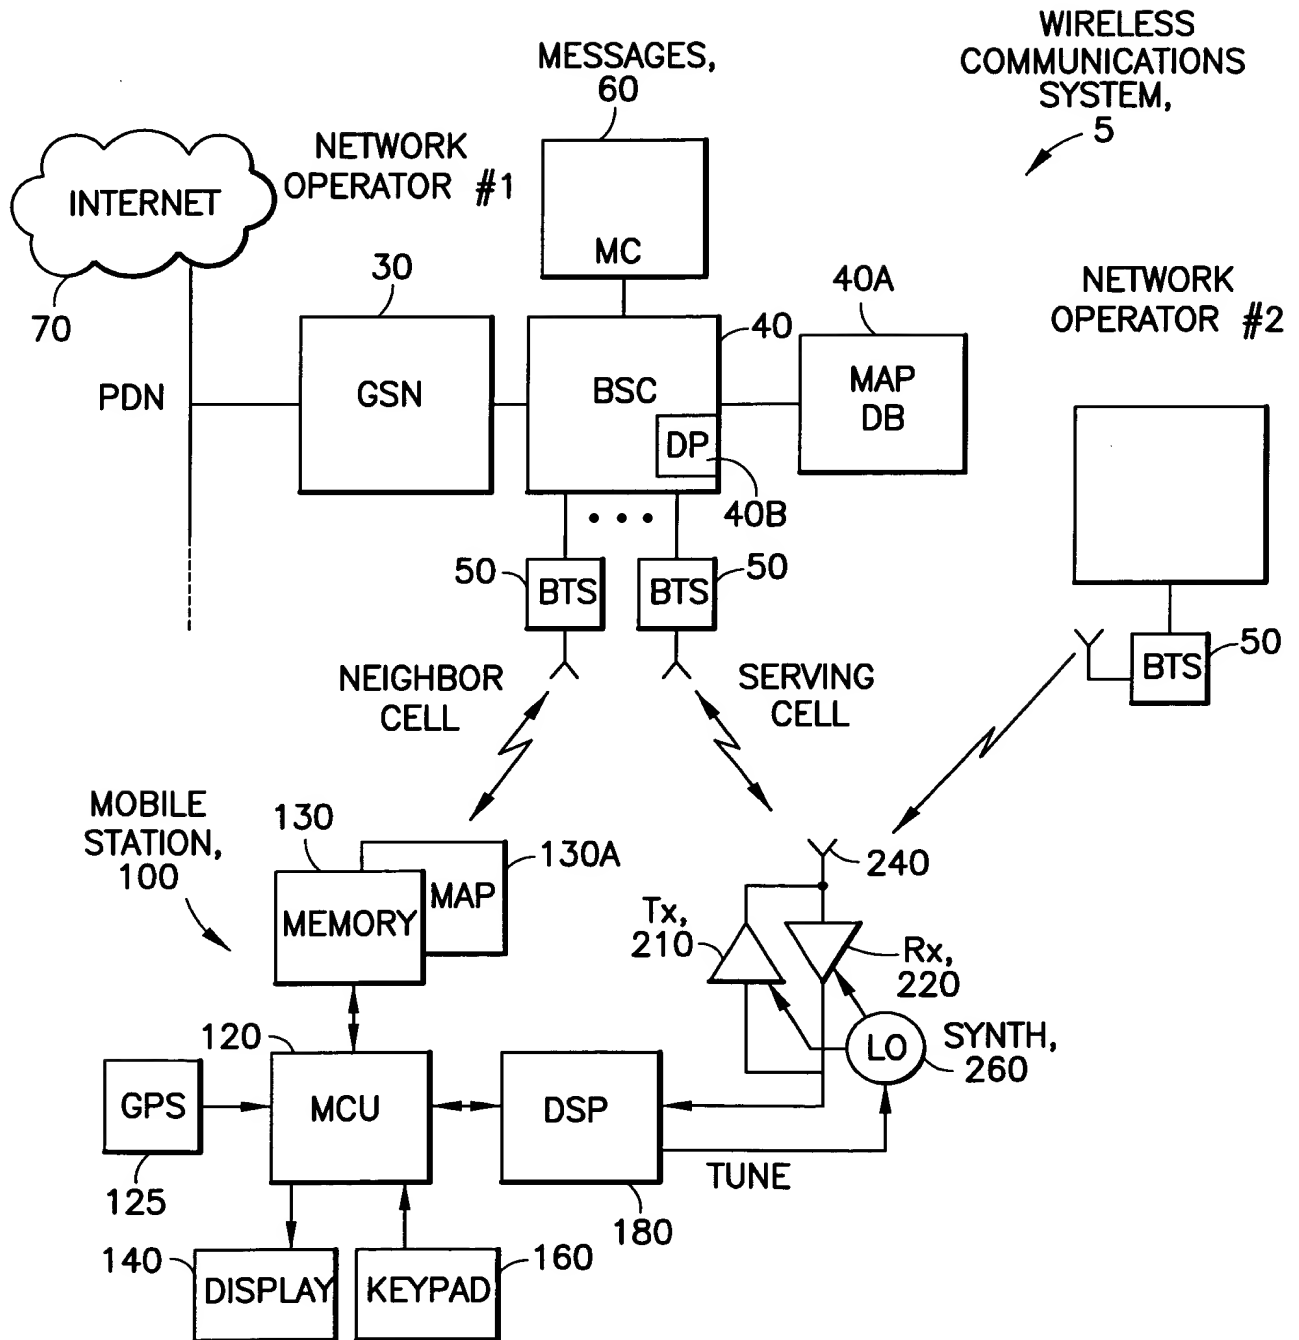 WIRELESS
COMMUNICATIONS
SYSTEM,
5
MESSAGES,
60
NETWORK
OPERATOR #1
INTERNET
70
MC
30
40
40A
NETWORK
OPERATOR #2
PDN
GSN
BSC
DP
MAP
DB
40B
50
BTS
BTS
50
BTS
50
NEIGHBOR
CELL
SERVING
CELL
MOBILE
STATION,
100
130
MAP
130A
MEMORY
240
Tx,
210
Rx,
220
LO
SYNTH,
260
120
GPS
MCU
DSP
TUNE
125
180
140
DISPLAY
KEYPAD
160